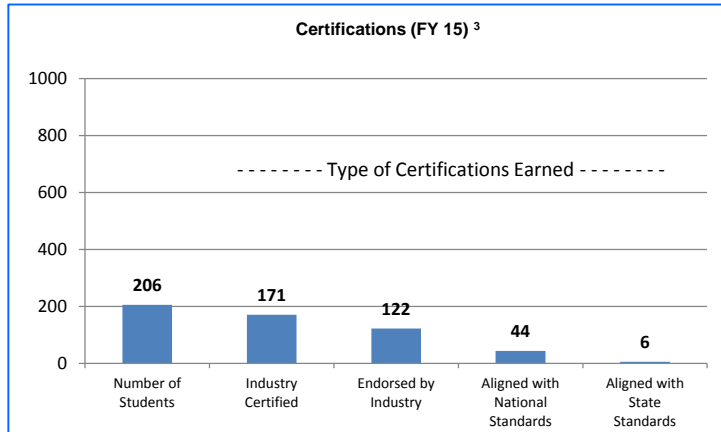 Certifications (FY 15) ³
1000
800
- - - - - - - - Type of Certifications Earned - - - - - - - -
600
400
206
171
122
200
44
6
0
Number of Students
Industry Certified
Endorsed by Industry
Aligned with National Standards
Aligned with State Standards